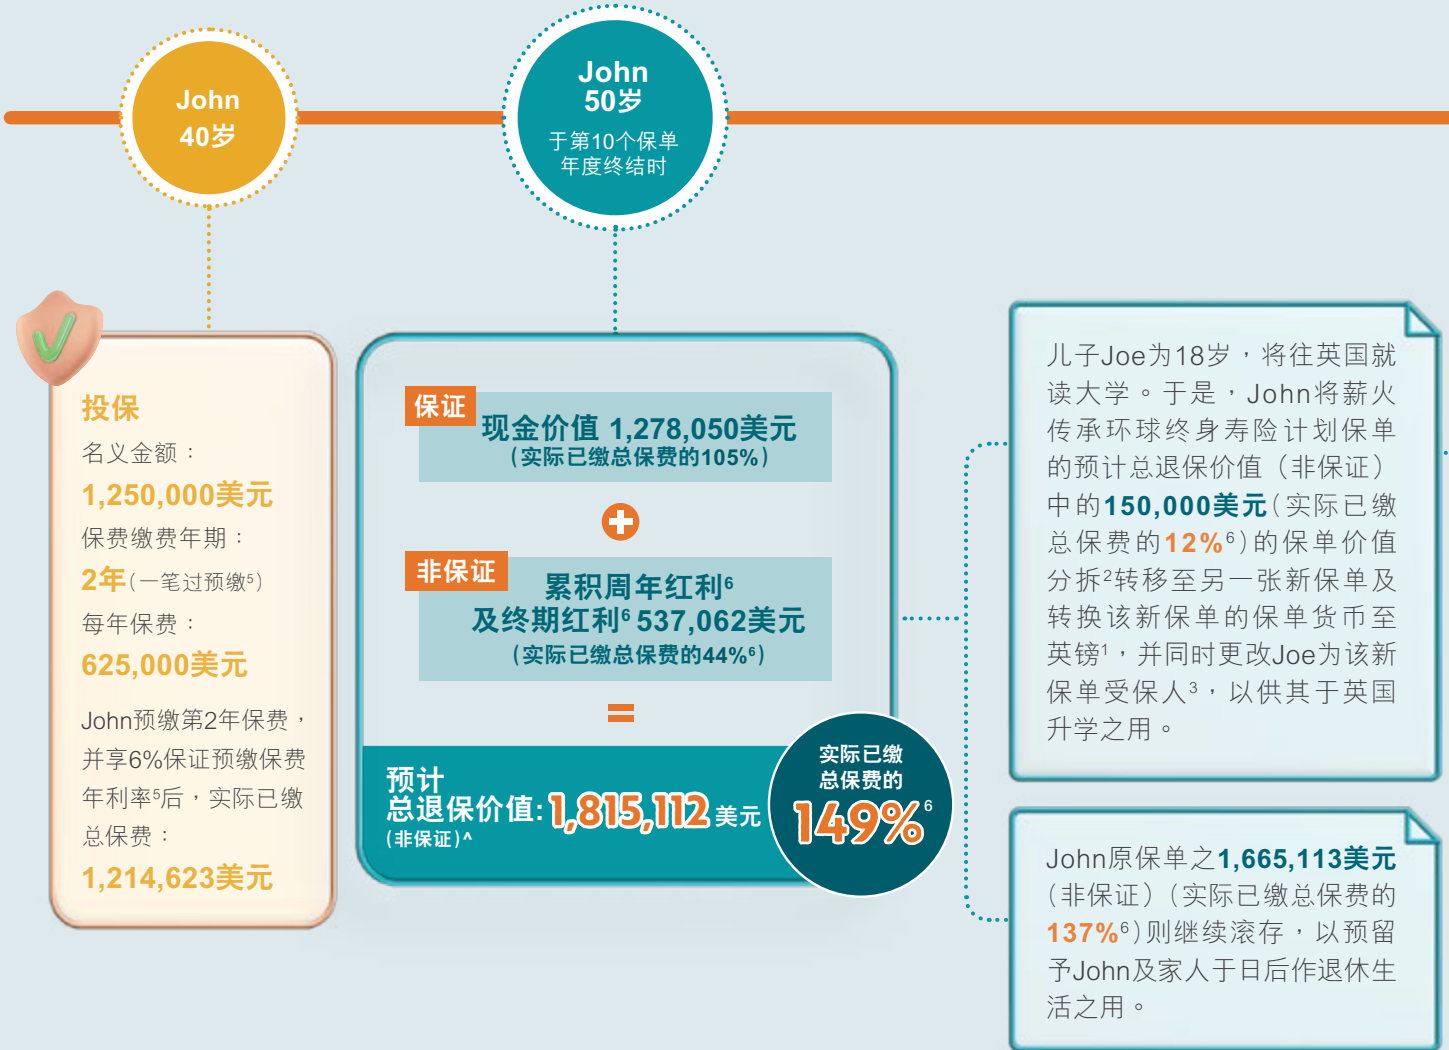 John
40岁
John
50岁
于第10个保单
年度终结时
投保
名义金额：
1,250,000美元
保费缴费年期：
2年(一笔过预缴⁵)
每年保费：
625,000美元
John预缴第2年保费，
并享6%保证预缴保费
年利率⁵后，实际已缴
总保费：
1,214,623美元
保证
现金价值 1,278,050美元
(实际已缴总保费的105%)
非保证
累积周年红利⁶
及终期红利⁶ 537,062美元
(实际已缴总保费的44%⁶)
预计
总退保价值: 1,815,112 美元
(非保证)^
实际已缴
总保费的
149%⁶
儿子Joe为18岁，将往英国就
读大学。于是，John将薪火
传承环球终身寿险计划保单
的预计总退保价值（非保证）
中的150,000美元(实际已缴
总保费的12%⁶)的保单价值
分拆²转移至另一张新保单及
转换该新保单的保单货币至
英镑¹，并同时更改Joe为该新
保单受保人³，以供其于英国
升学之用。
John原保单之1,665,113美元
（非保证）（实际已缴总保费的
137%⁶)则继续滚存，以预留
予John及家人于日后作退休生
活之用。